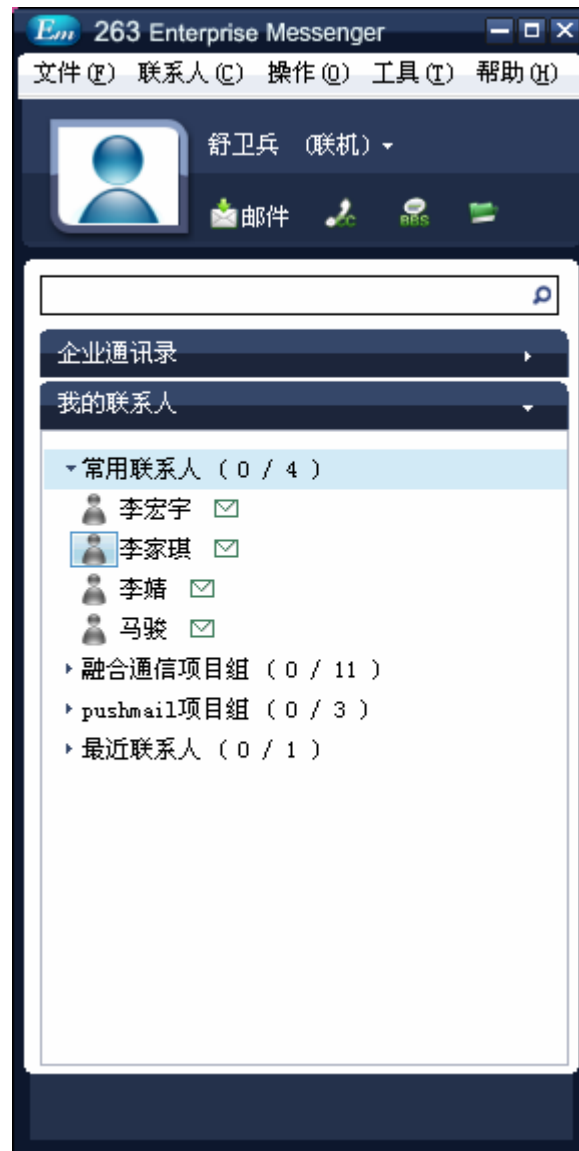 Em 263 Enterprise Messenger
文件(F) 联系人(C) 操作(O) 工具(T) 帮助(H)
舒卫兵 (联机)
邮件 CC BBS
企业通讯录
我的联系人
常用联系人 ( 0 / 4 )
李宏宇
李家琪
李婧
马骏
融合通信项目组 ( 0 / 11 )
pushmail项目组 ( 0 / 3 )
最近联系人 ( 0 / 1 )